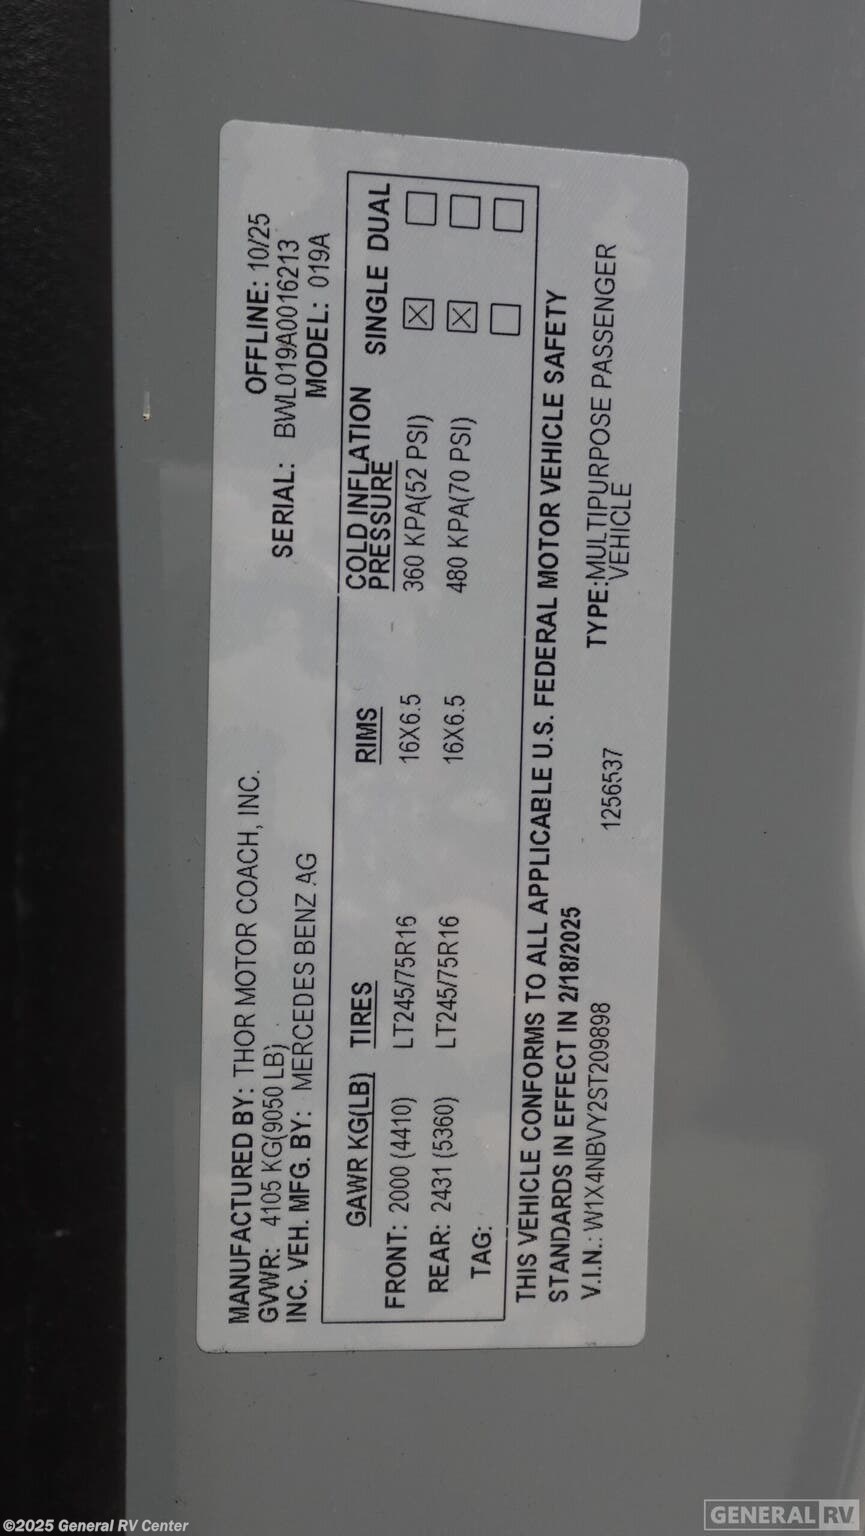 MANUFACTURED BY: THOR MOTOR COACH, INC. OFFLINE: 10/25
GVWR: 4105 KG(9050 LB) SERIAL: BWL019A0016213
INC. VEH. MFG. BY: MERCEDES BENZ AG MODEL: 019A
GAWR KG(LB) TIRES RIMS COLD INFLATION PRESSURE SINGLE DUAL
FRONT: 2000 (4410) LT245/75R16 16X6.5 360 KPA(52 PSI) ☒ ☐
REAR: 2431 (5360) LT245/75R16 16X6.5 480 KPA(70 PSI) ☒ ☐
TAG: ☐ ☐
THIS VEHICLE CONFORMS TO ALL APPLICABLE U.S. FEDERAL MOTOR VEHICLE SAFETY
STANDARDS IN EFFECT IN 2/18/2025
V.I.N.: W1X4NBVY2ST209898 1256537 TYPE:MULTIPURPOSE PASSENGER
VEHICLE
©2025 General RV Center
GENERAL RV